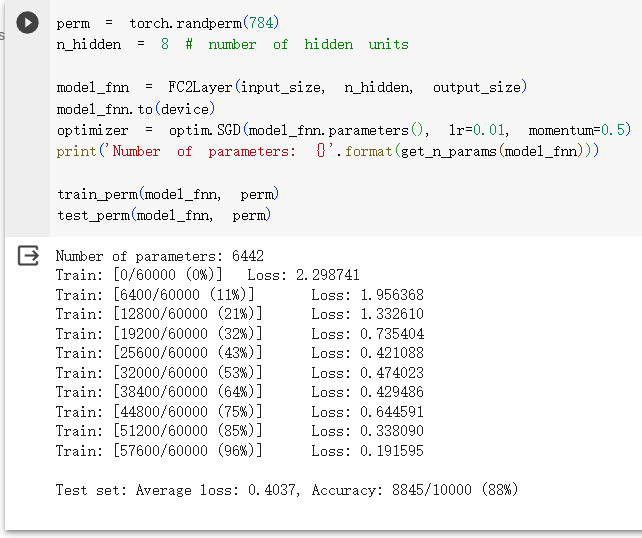 s
perm = torch.randperm(784)
n_hidden = 8 # number of hidden units
model_fnn = FC2Layer(input_size, n_hidden, output_size)
model_fnn.to(device)
optimizer = optim.SGD(model_fnn.parameters(), lr=0.01, momentum=0.5)
print('Number of parameters: {}'.format(get_n_params(model_fnn)))
train_perm(model_fnn, perm)
test_perm(model_fnn, perm)
Number of parameters: 6442
Train: [0/60000 (0%)] Loss: 2.298741
Train: [6400/60000 (11%)] Loss: 1.956368
Train: [12800/60000 (21%)] Loss: 1.332610
Train: [19200/60000 (32%)] Loss: 0.735404
Train: [25600/60000 (43%)] Loss: 0.421088
Train: [32000/60000 (53%)] Loss: 0.474023
Train: [38400/60000 (64%)] Loss: 0.429486
Train: [44800/60000 (75%)] Loss: 0.644591
Train: [51200/60000 (85%)] Loss: 0.338090
Train: [57600/60000 (96%)] Loss: 0.191595
Test set: Average loss: 0.4037, Accuracy: 8845/10000 (88%)